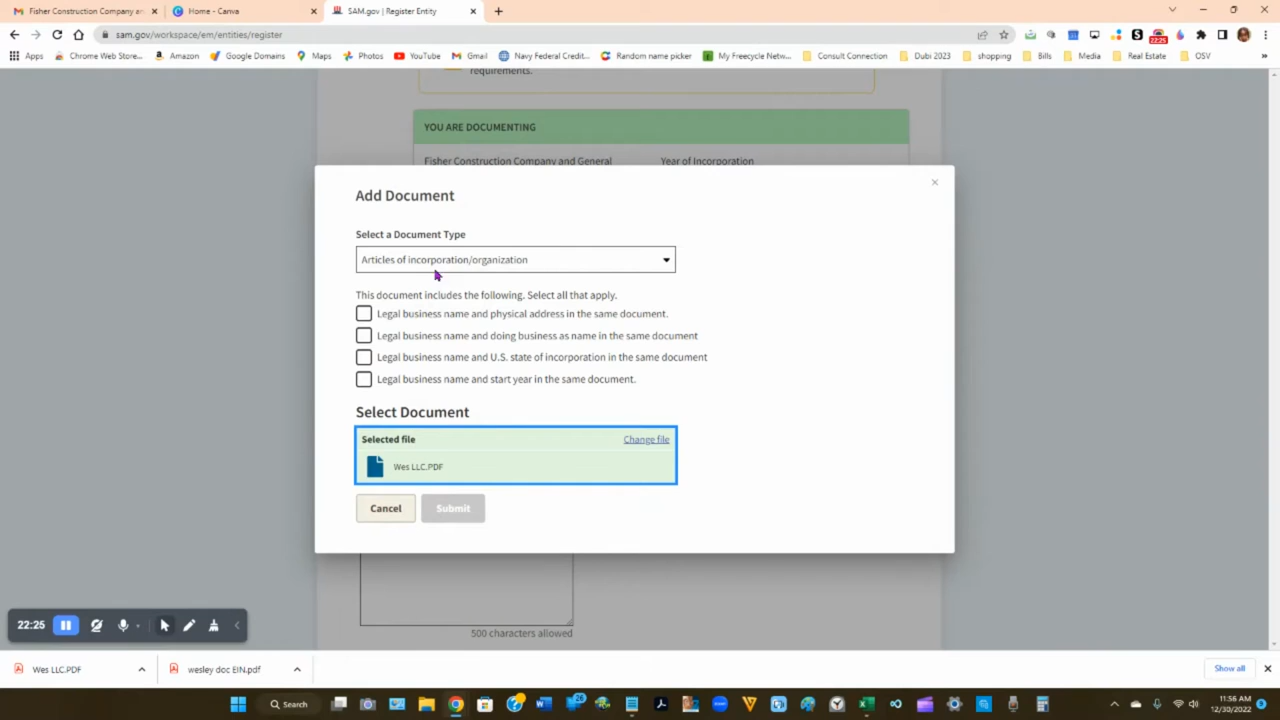 Fisher Construction Company an
Home - Canva
SAM.gov | Register Entity
sam.gov/workspace/em/entities/register
22:25
Apps
Chrome Web Store...
Amazon
Google Domains
Maps
Photos
YouTube
Gmail
Navy Federal Credit...
Random name picker
My Freecycle Netw...
Consult Connection
Dubi 2023
shopping
Bills
Media
Real Estate
OSV
requirements.
YOU ARE DOCUMENTING
Fisher Construction Company and General
Year of Incorporation
Add Document
Select a Document Type
Articles of incorporation/organization
This document includes the following. Select all that apply.
Legal business name and physical address in the same document.
Legal business name and doing business as name in the same document
Legal business name and U.S. state of incorporation in the same document
Legal business name and start year in the same document.
Select Document
Selected file
Change file
Wes LLC.PDF
Cancel
Submit
500 characters allowed
22:25
Wes LLC.PDF
wesley doc EIN.pdf
Show all
Search
26
11:56 AM
12/30/2022